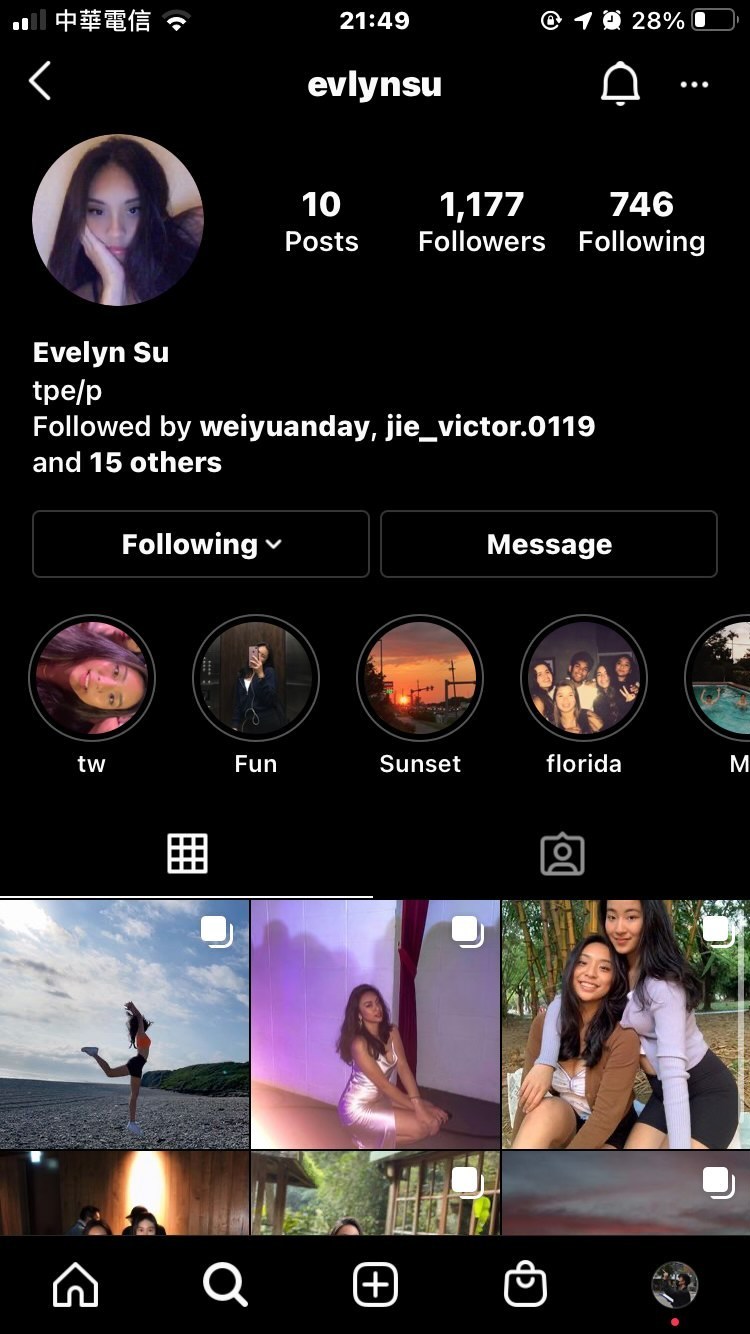 中華電信 21:49 28%
evlynsu
10 1,177 746
Posts Followers Following
Evelyn Su
tpe/p
Followed by weiyuanday, jie_victor.0119
and 15 others
Following Message
tw Fun Sunset florida M